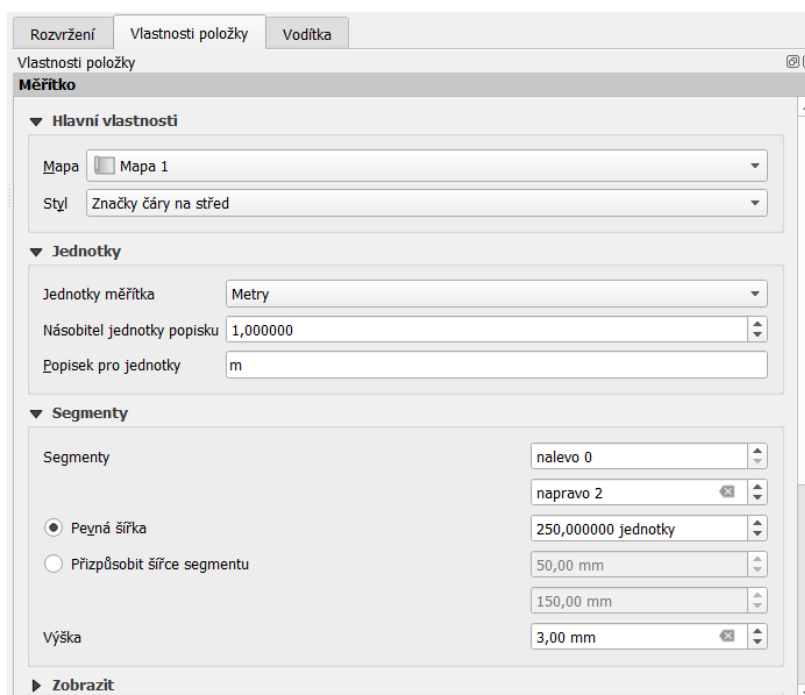 Rozvržení Vlastnosti položky Vodítka
Vlastnosti položky
Měřítko
Hlavní vlastnosti
Mapa Mapa 1
Styl Značky čáry na střed
Jednotky
Jednotky měřítka Metry
Násobitel jednotky popisku 1,000000
Popisek pro jednotky m
Segmenty
Segmenty nalevo 0
napravo 2
Pevná šířka 250,000000 jednotky
Přizpůsobit šířce segmentu 50,00 mm
150,00 mm
Výška 3,00 mm
Zobrazit